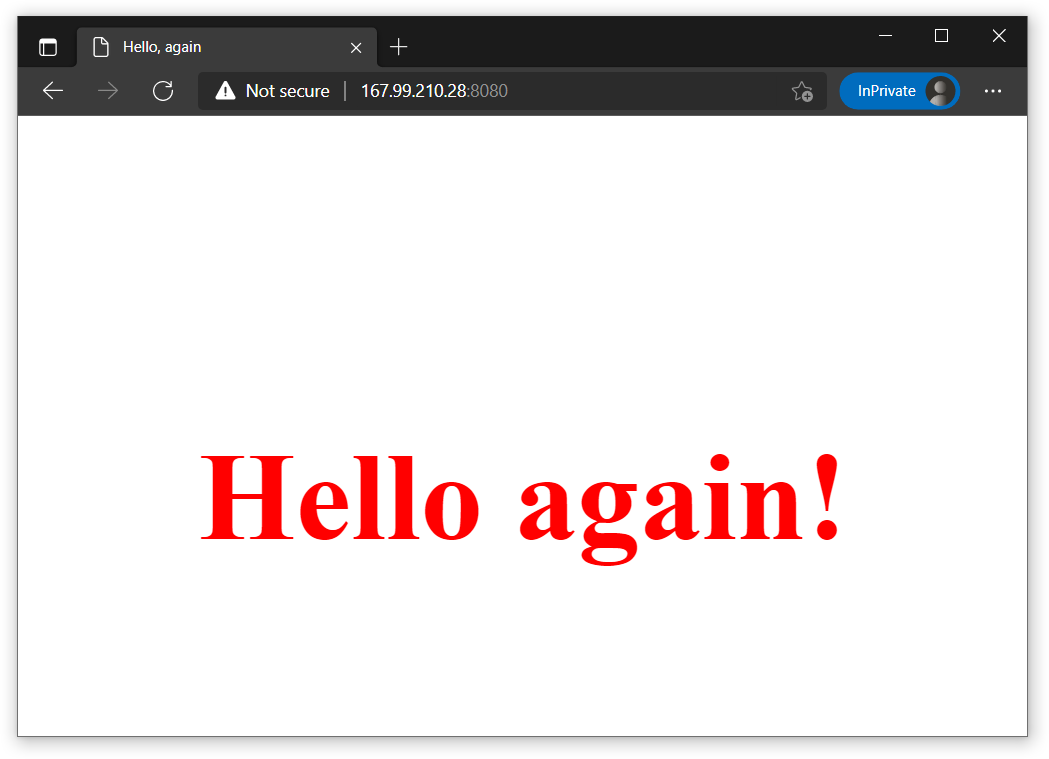 Hello, again
Not secure | 167.99.210.28:8080
InPrivate
Hello again!